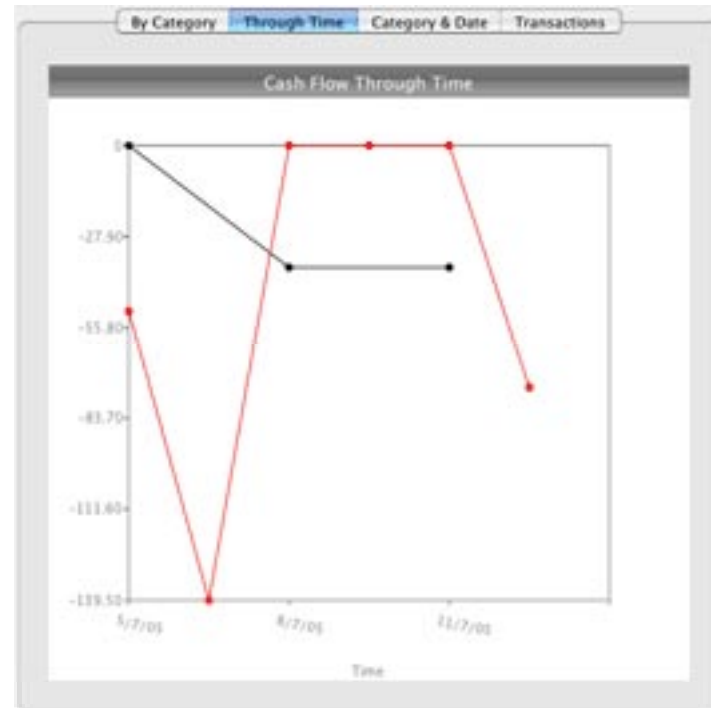 By Category Through Time Category & Date Transactions
Cash Flow Through Time
0
-27.90
-55.80
-83.70
-111.60
-139.50
5/7/05 8/7/05 11/7/05
Time